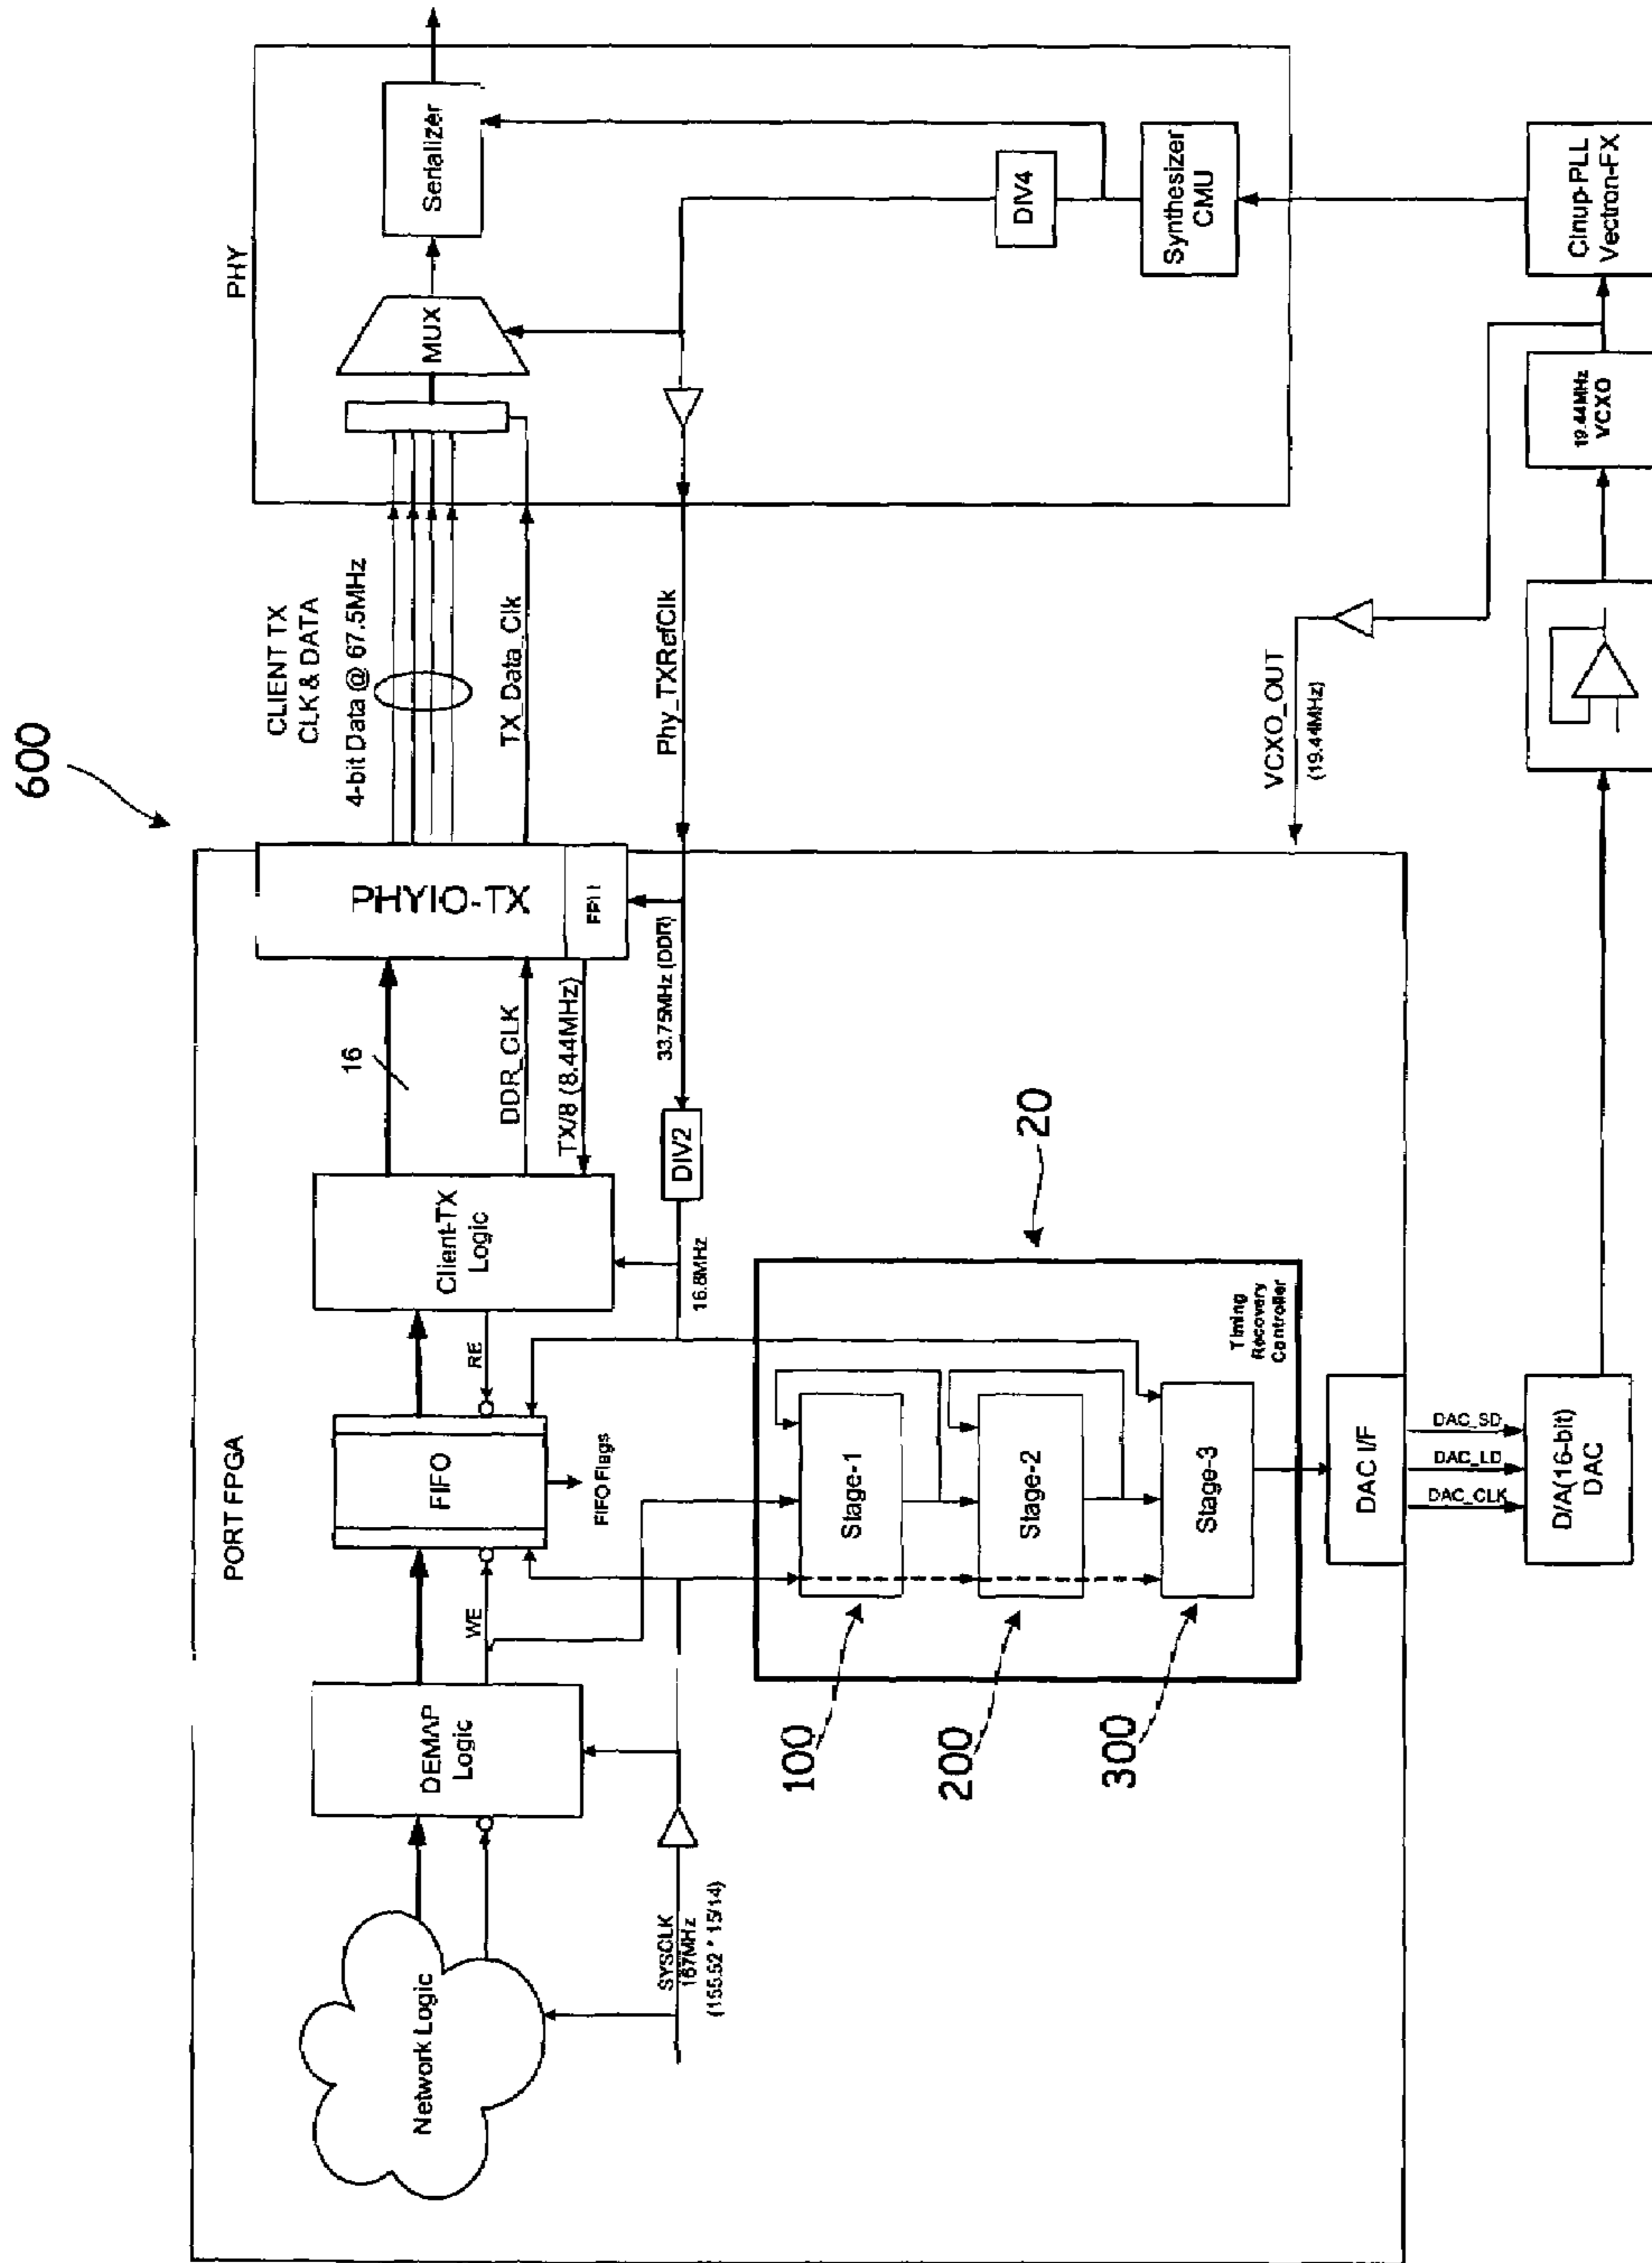 600
PORT FPGA
Network Logic
DEMAP
Logic
WE
FIFO
FIFO Flags
RE
Client-TX
Logic
16
DDR_CLK
TX/8 (8.44MHz)
PHYIO-TX
CLIENT TX
CLK & DATA
4-bit Data @ 67.5MHz
TX_Data_Clk
Phy_TXRefClk
PHY
MUX
Serializer
DIV4
Synthesizer
CMU
SYSCLK
167MHz
(155.52 * 15/14)
DIV2
16.8MHz
33.75MHz (DDR)
20
Timing
Recovery
Controller
Stage-1
Stage-2
Stage-3
100
200
300
VCXO_OUT
(19.44MHz)
DAC I/F
DAC_SD
DAC_LD
DAC_CLK
D/A(16-bit)
DAC
19.44MHz
VCXO
Clnup-PLL
Vectron-FX